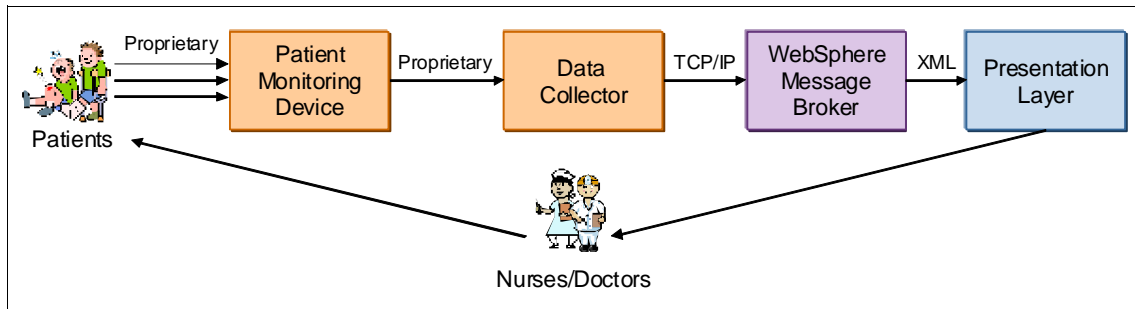 Proprietary
Patients
Patient
Monitoring
Device
Proprietary
Data
Collector
TCP/IP
WebSphere
Message
Broker
XML
Presentation
Layer
Nurses/Doctors